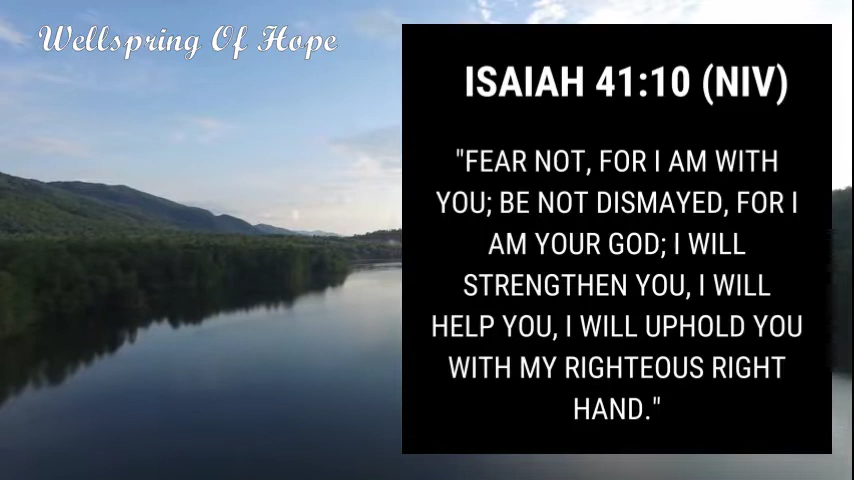 Wellspring Of Hope
ISAIAH 41:10 (NIV)
"FEAR NOT, FOR I AM WITH
YOU; BE NOT DISMAYED, FOR I
AM YOUR GOD; I WILL
STRENGTHEN YOU, I WILL
HELP YOU, I WILL UPHOLD YOU
WITH MY RIGHTEOUS RIGHT
HAND."